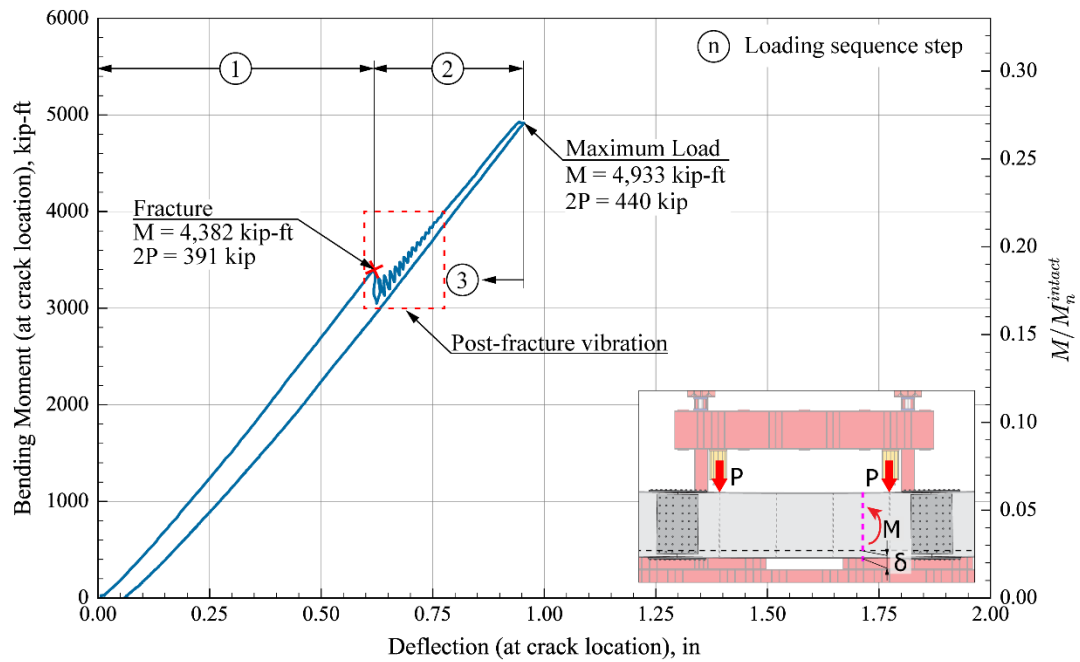 6000
5000
4000
3000
2000
1000
0
Bending Moment (at crack location), kip-ft
0.00
0.25
0.50
0.75
1.00
1.25
1.50
1.75
2.00
Deflection (at crack location), in
0.30
0.25
0.20
0.15
0.10
0.05
0.00
M/M_n^{intact}
1
2
n Loading sequence step
Maximum Load
M = 4,933 kip-ft
2P = 440 kip
Fracture
M = 4,382 kip-ft
2P = 391 kip
3
Post-fracture vibration
P
P
M
δ